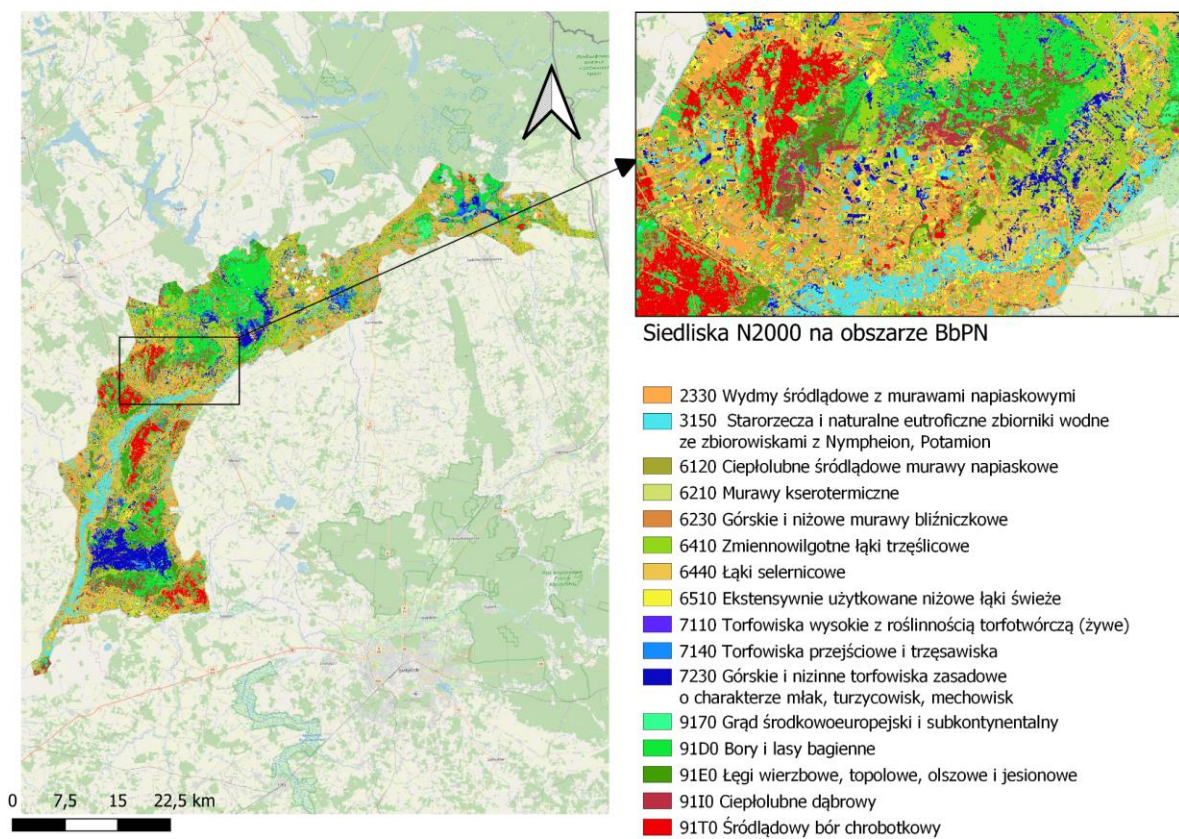 Siedliska N2000 na obszarze BbPN
2330 Wydmy śródlądowe z murawami napiaskowymi
3150 Starorzecza i naturalne eutroficzne zbiorniki wodne
ze zbiorowiskami z Nympheion, Potamion
6120 Ciepłolubne śródlądowe murawy napiaskowe
6210 Murawy kserotermiczne
6230 Górskie i niżowe murawy bliźniczkowe
6410 Zmiennowilgotne łąki trzęślicowe
6440 Łąki selernicowe
6510 Ekstensywnie użytkowane niżowe łąki świeże
7110 Torfowiska wysokie z roślinnością torfotwórczą (żywe)
7140 Torfowiska przejściowe i trzęsawiska
7230 Górskie i nizinne torfowiska zasadowe
o charakterze młak, turzycowisk, mechowisk
9170 Grąd środkowoeuropejski i subkontynentalny
91D0 Bory i lasy bagienne
91E0 Łęgi wierzbowe, topolowe, olszowe i jesionowe
91I0 Ciepłolubne dąbrowy
91T0 Śródlądowy bór chrobotkowy
0 7,5 15 22,5 km